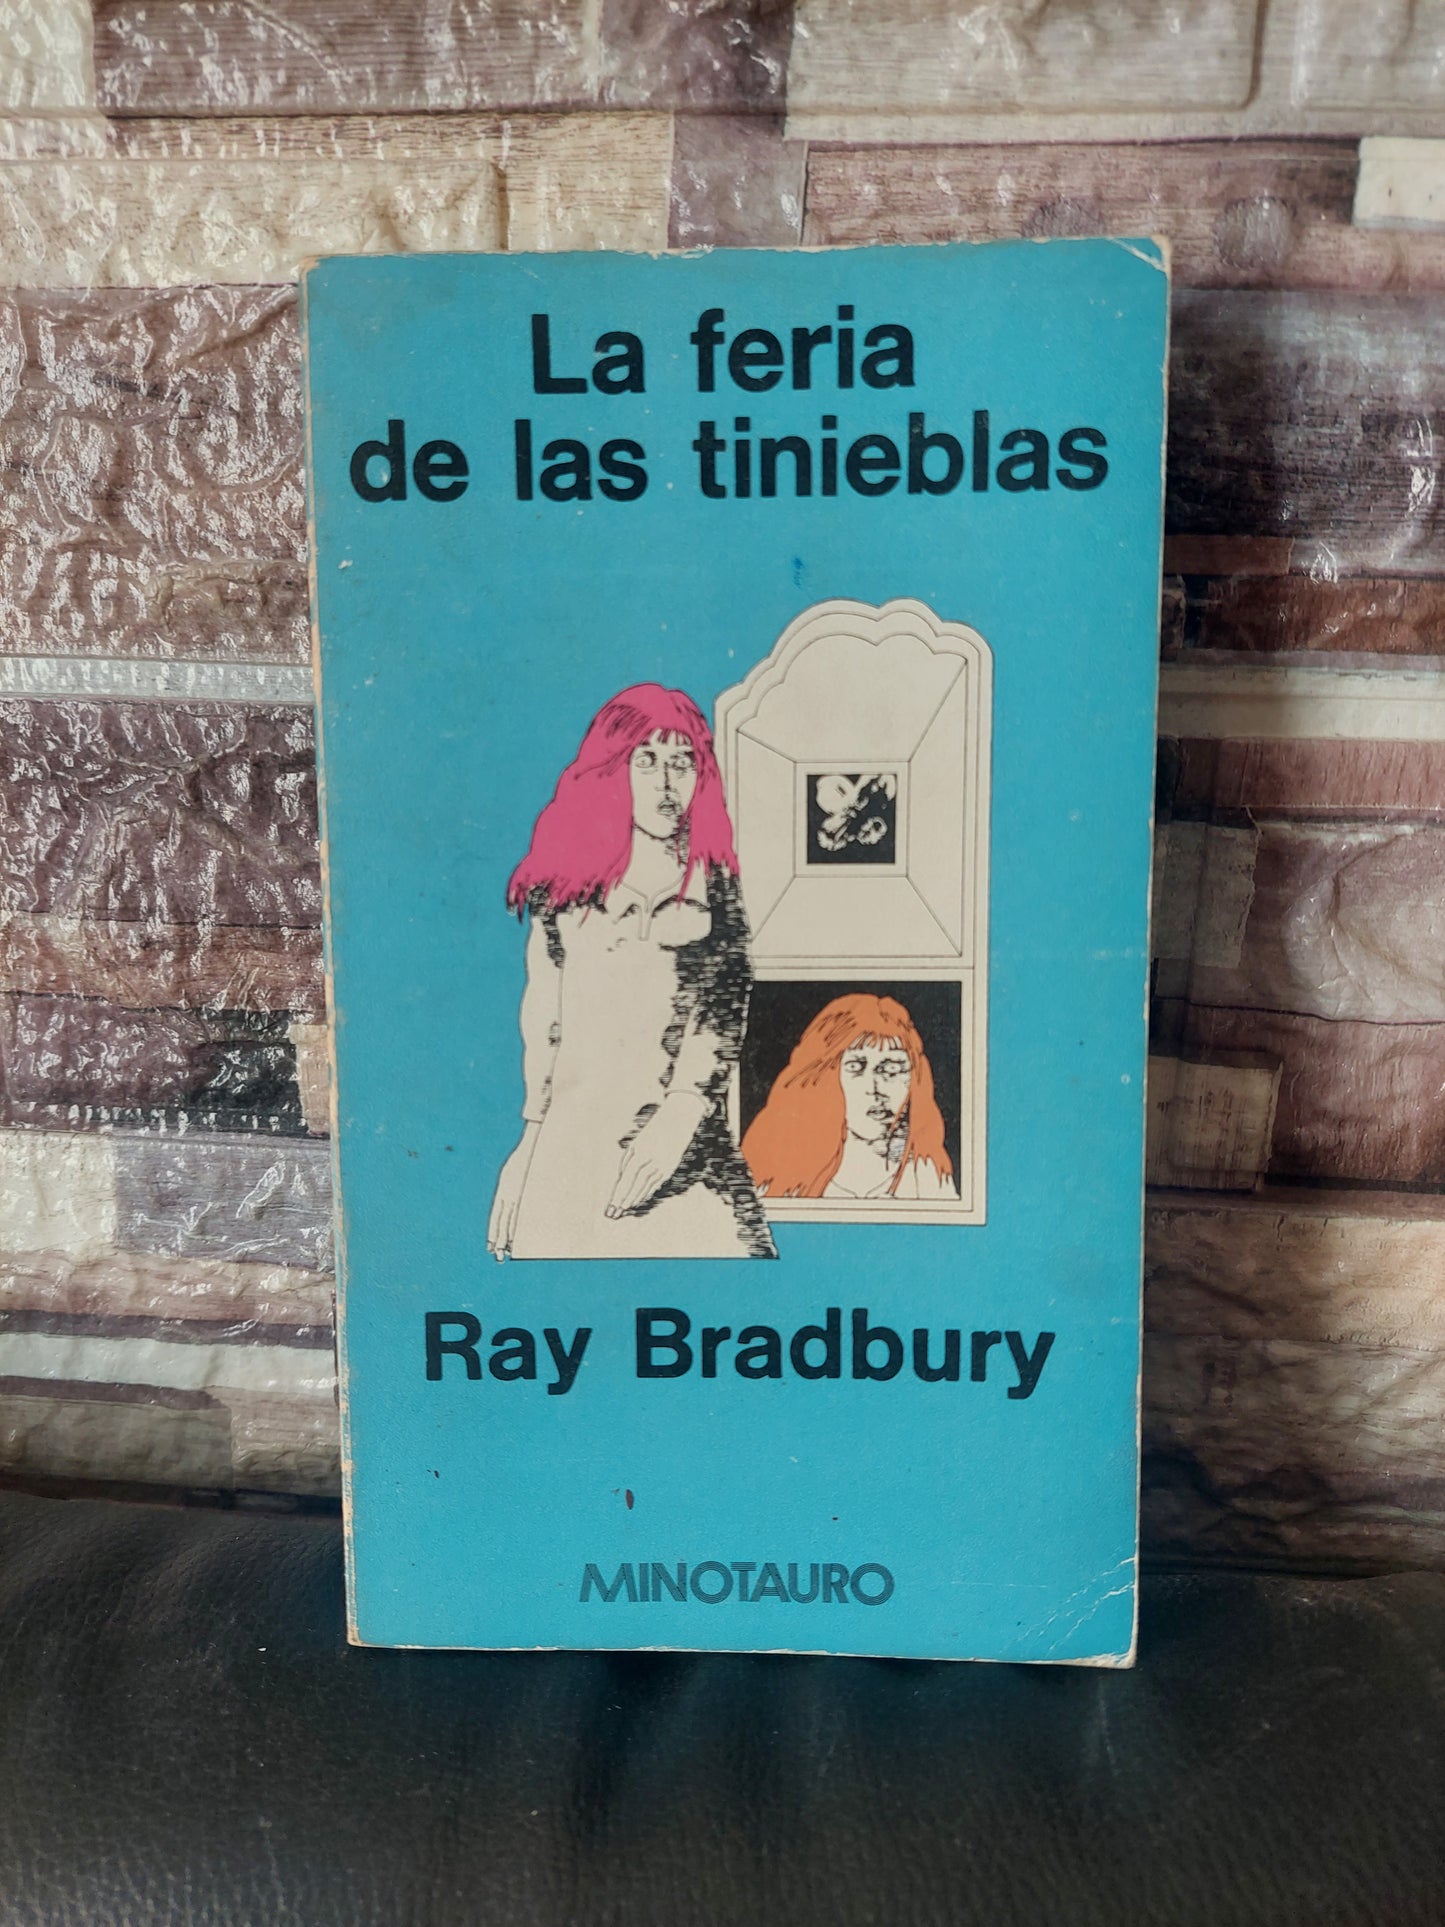 La feria
de las tinieblas
Ray Bradbury
MINOTAURO